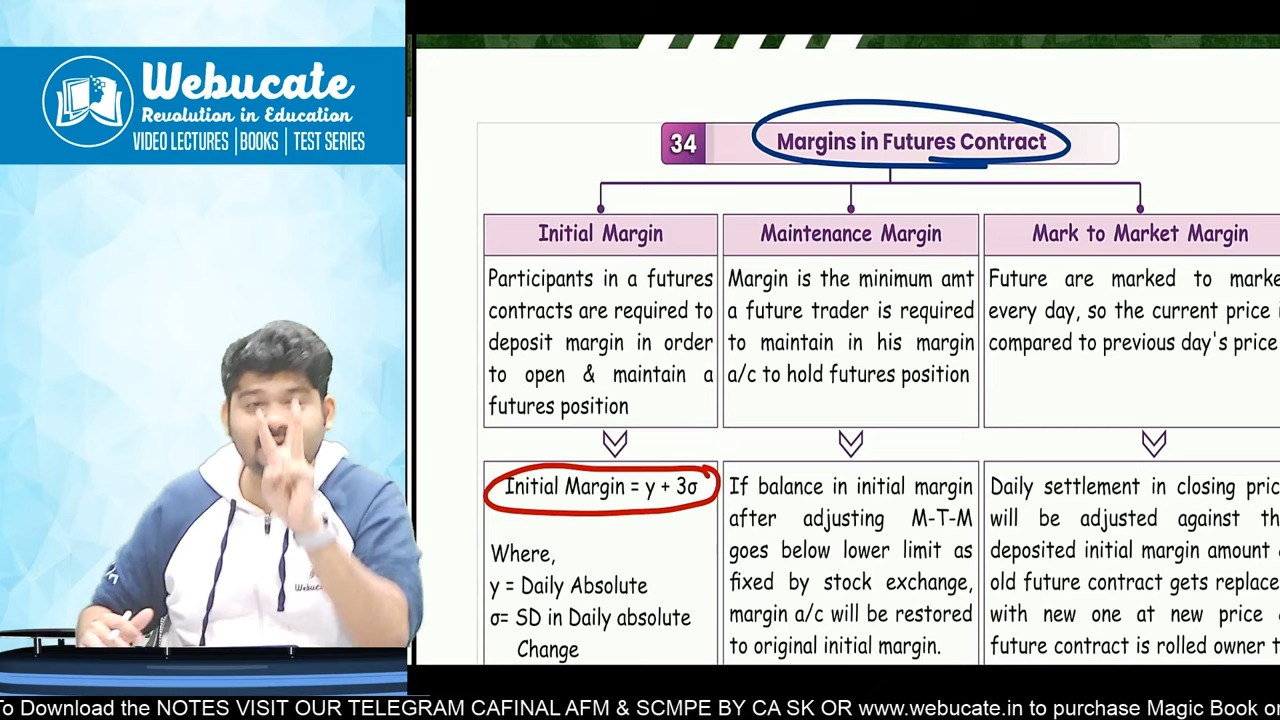 Webucate
Revolution in Education
VIDEO LECTURES | BOOKS | TEST SERIES
34
Margins in Futures Contract
Initial Margin
Participants in a futures
contracts are required to
deposit margin in order
to open & maintain a
futures position
Initial Margin = y + 3σ
Where,
y = Daily Absolute
σ= SD in Daily absolute
Change
Maintenance Margin
Margin is the minimum amt
a future trader is required
to maintain in his margin
a/c to hold futures position
If balance in initial margin
after adjusting M-T-M
goes below lower limit as
fixed by stock exchange,
margin a/c will be restored
to original initial margin.
Mark to Market Margin
Future are marked to marke
every day, so the current price i
compared to previous day's price
Daily settlement in closing pric
will be adjusted against th
deposited initial margin amount
old future contract gets replace
with new one at new price
future contract is rolled owner t
To Download the NOTES VISIT OUR TELEGRAM CAFINAL AFM & SCMPE BY CA SK OR www.webucate.in to purchase Magic Book o